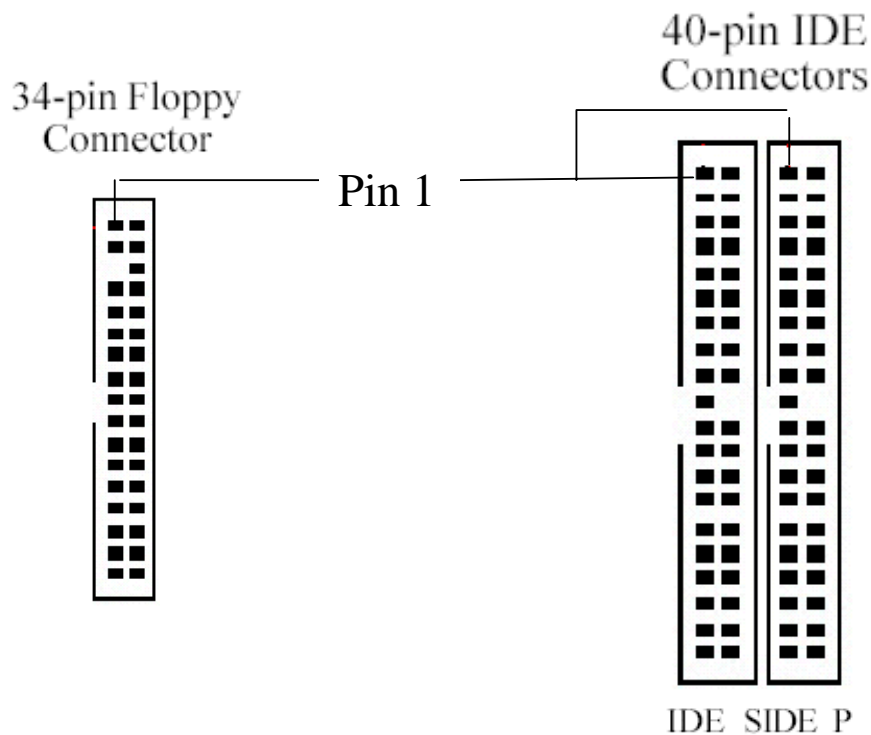 40-pin IDE
Connectors
34-pin Floppy
Connector
Pin 1
IDE SIDE P